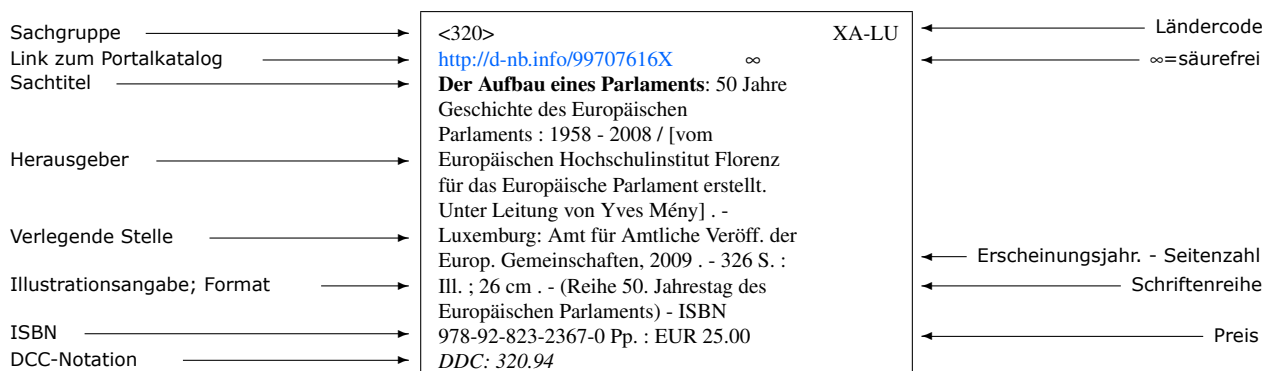 Sachgruppe <320> XA-LU Ländercode
Link zum Portalkatalog http://d-nb.info/99707616X ∞ ∞=säurefrei
Sachtitel Der Aufbau eines Parlaments: 50 Jahre
Geschichte des Europäischen
Parlaments : 1958 - 2008 / [vom
Herausgeber Europäischen Hochschulinstitut Florenz
für das Europäische Parlament erstellt.
Unter Leitung von Yves Mény] . -
Verlegende Stelle Luxemburg: Amt für Amtliche Veröff. der
Europ. Gemeinschaften, 2009 . - 326 S. : Erscheinungsjahr. - Seitenzahl
Illustrationsangabe; Format Ill. ; 26 cm . - (Reihe 50. Jahrestag des Schriftenreihe
Europäischen Parlaments) - ISBN
ISBN 978-92-823-2367-0 Pp. : EUR 25.00 Preis
DCC-Notation DDC: 320.94